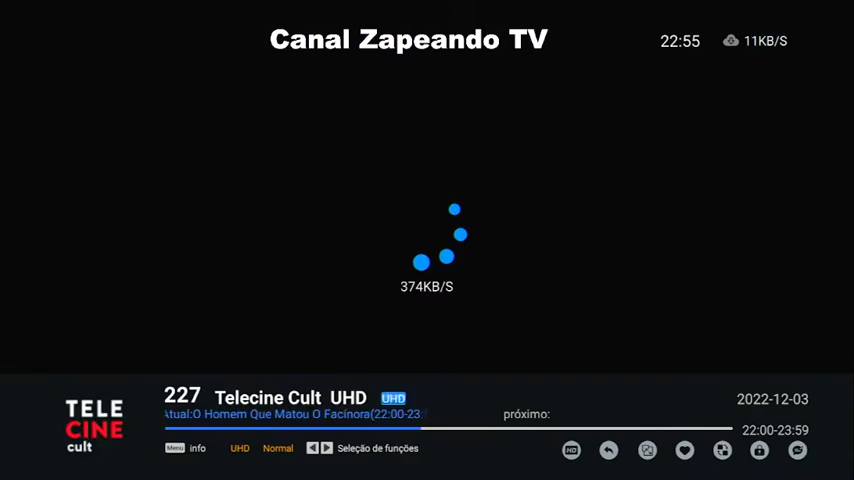 Canal Zapeando TV
22:55
11KB/S
374KB/S
TELE
CINE
cult
227 Telecine Cult UHD UHD
Atual:O Homem Que Matou O Facínora(22:00-23:
próximo:
2022-12-03
22:00-23:59
Menu info UHD Normal Seleção de funções
HD